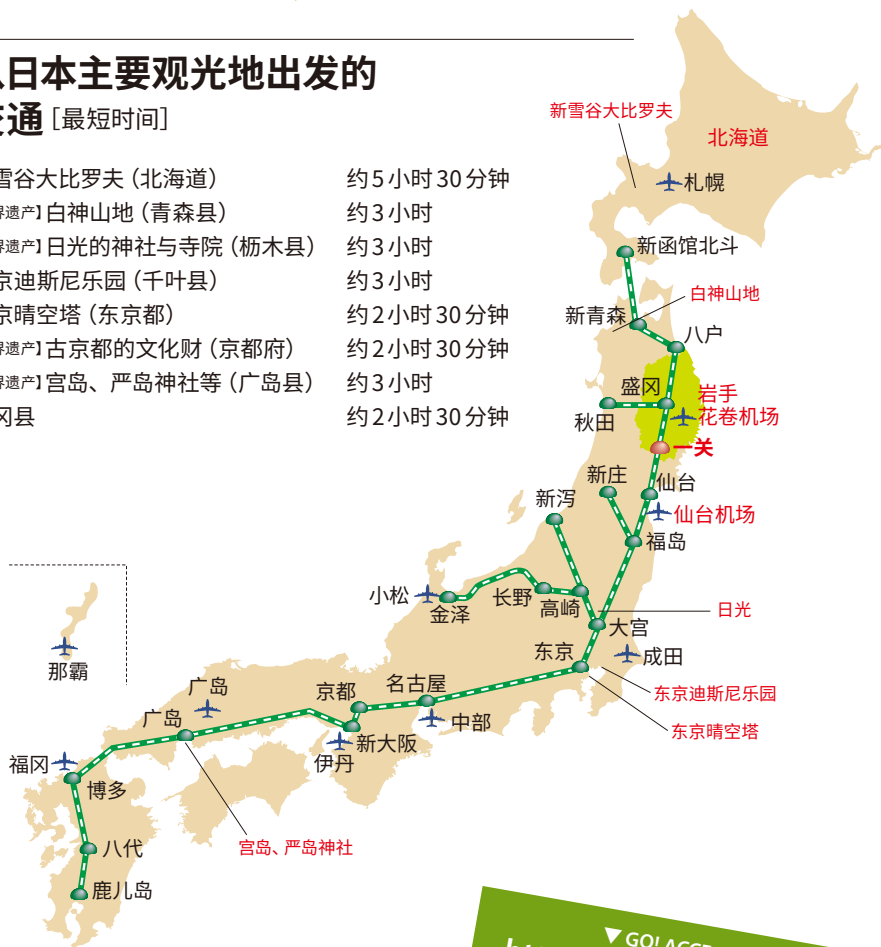 日本主要观光地出发的
通［最短时间］
雪谷大比罗夫（北海道） 约5小时30分钟
遗产】白神山地（青森县） 约3小时
遗产】日光的神社与寺院（枥木县） 约3小时
京迪斯尼乐园（千叶县） 约3小时
京晴空塔（东京都） 约2小时30分钟
遗产】古京都的文化财（京都府） 约2小时30分钟
遗产】宫岛、严岛神社等（广岛县） 约3小时
冈县 约2小时30分钟
新雪谷大比罗夫
北海道
札幌
新函馆北斗
白神山地
新青森
八户
盛冈
岩手
花卷机场
秋田
一关
新庄
仙台
新泻
仙台机场
福岛
小松
金泽
长野
高崎
日光
大宫
东京
成田
那霸
东京迪斯尼乐园
东京晴空塔
广岛
京都
名古屋
广岛
中部
新大阪
伊丹
福冈
博多
宫岛、严岛神社
八代
鹿儿岛